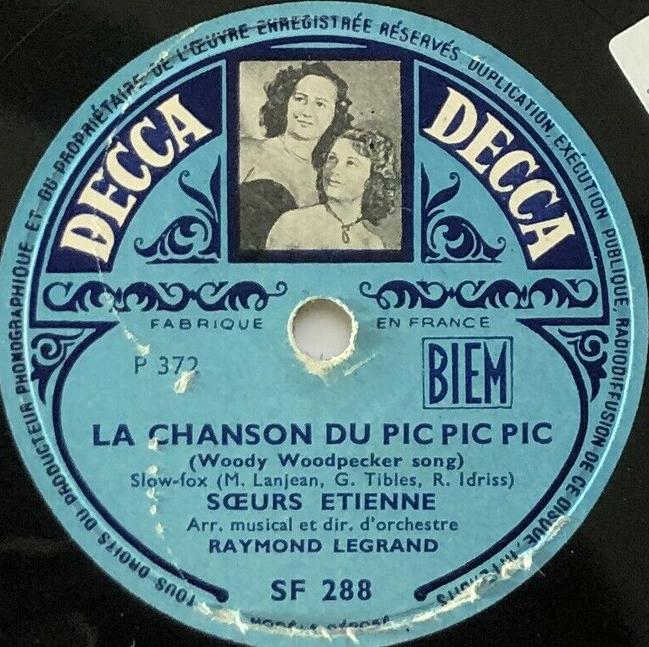 TOUS DROITS DU PRODUCTEUR PHONOGRAPHIQUE ET DU PROPRIÉTAIRE DE L'ŒUVRE ENREGISTRÉE RÉSERVÉS. DUPLICATION, EXÉCUTION PUBLIQUE, RADIODIFFUSION DE CE DISQUE, INTERDITS
DECCA
DECCA
FABRIQUE EN FRANCE
P 372
BIEM
LA CHANSON DU PIC PIC PIC
(Woody Woodpecker song)
Slow-fox (M. Lanjean, G. Tibles, R. Idriss)
SŒURS ETIENNE
Arr. musical et dir. d'orchestre
RAYMOND LEGRAND
SF 288